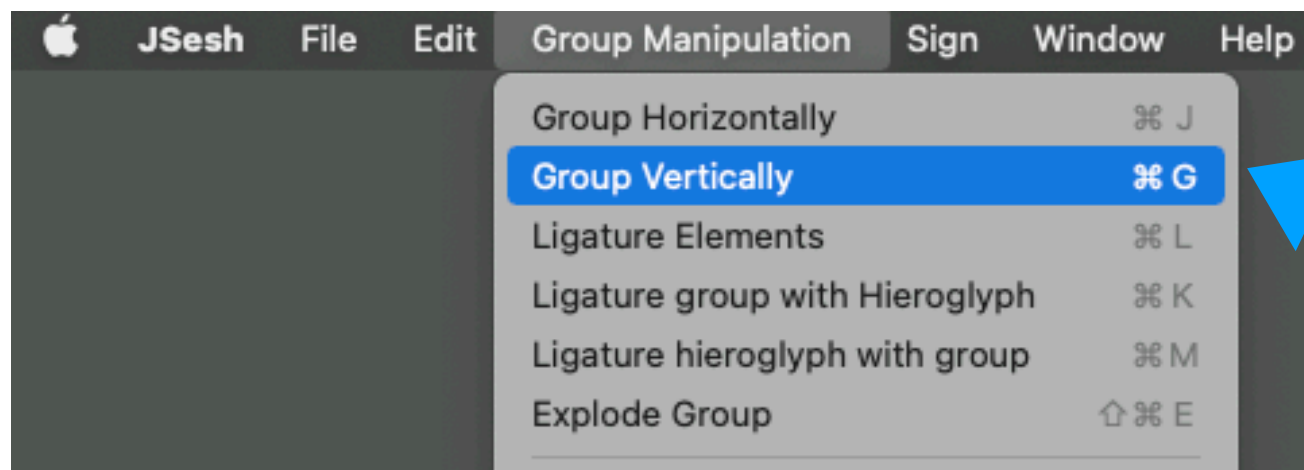 JSesh File Edit Group Manipulation Sign Window Help
Group Horizontally ⌘ J
Group Vertically ⌘ G
Ligature Elements ⌘ L
Ligature group with Hieroglyph ⌘ K
Ligature hieroglyph with group ⌘ M
Explode Group ⇧ ⌘ E